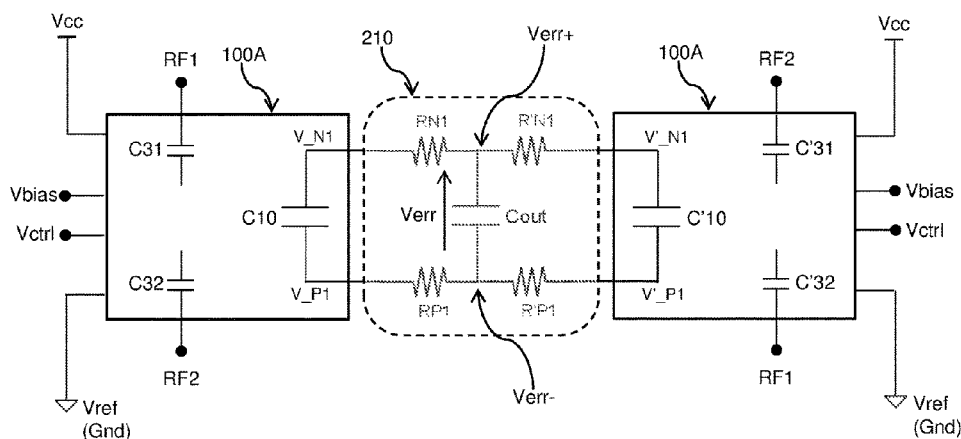 Vcc
RF1
100A
210
Verr+
100A
RF2
Vcc
C31
V_N1
RN1
R'N1
V'_N1
C'31
Vbias
Vctrl
C10
Verr
Cout
C'10
Vbias
Vctrl
C32
V_P1
RP1
R'P1
V'_P1
C'32
RF2
Verr-
RF1
Vref
(Gnd)
Vref
(Gnd)